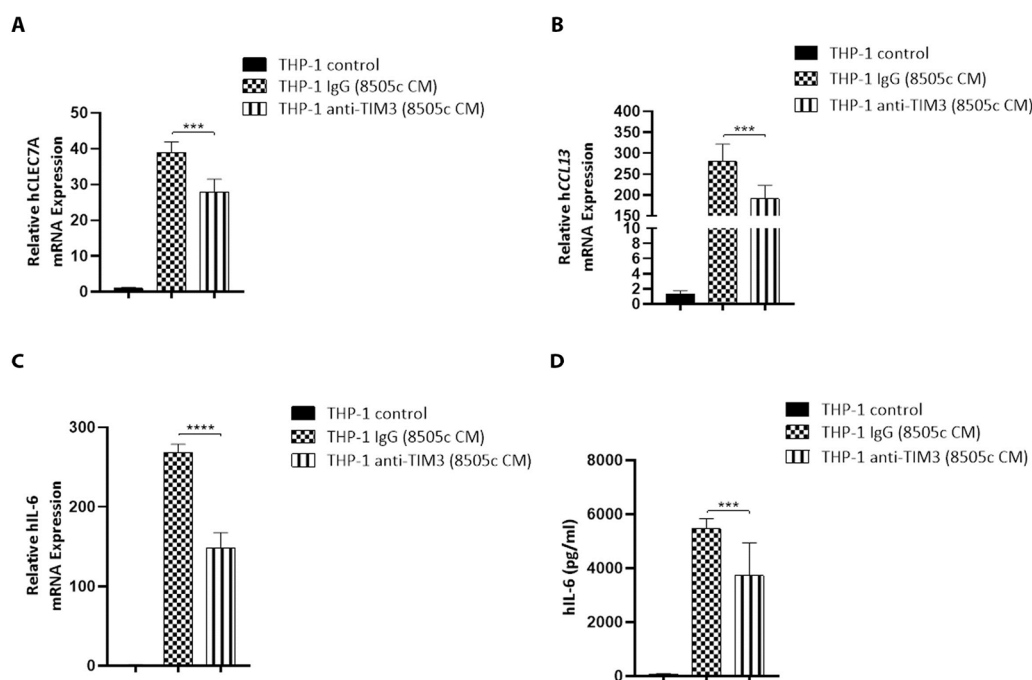 A
THP-1 control
THP-1 IgG (8505c CM)
THP-1 anti-TIM3 (8505c CM)
Relative hCLEC7A
mRNA Expression
50
40
30
20
10
0
***
B
THP-1 control
THP-1 IgG (8505c CM)
THP-1 anti-TIM3 (8505c CM)
Relative hCCL13
mRNA Expression
400
350
300
250
200
150
10
8
6
4
2
0
***
C
THP-1 control
THP-1 IgG (8505c CM)
THP-1 anti-TIM3 (8505c CM)
Relative hIL-6
mRNA Expression
300
200
100
0
****
D
THP-1 control
THP-1 IgG (8505c CM)
THP-1 anti-TIM3 (8505c CM)
hIL-6 (pg/ml)
8000
6000
4000
2000
0
***